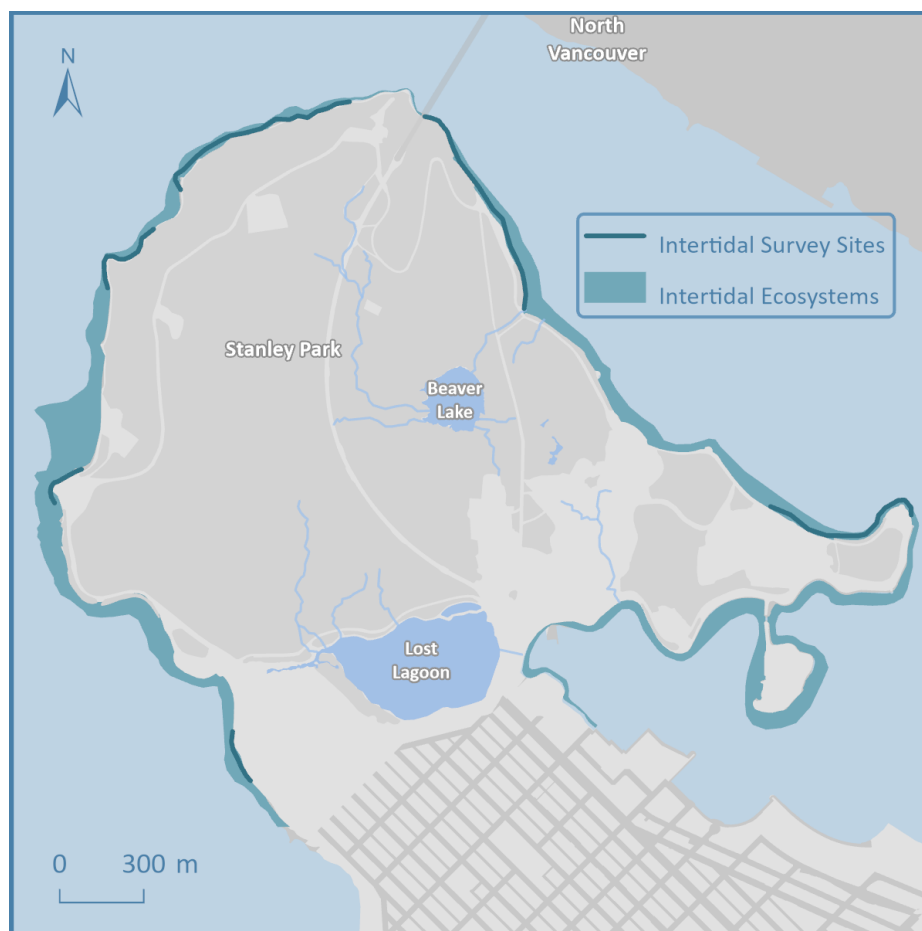 North
Vancouver
N
Intertidal Survey Sites
Intertidal Ecosystems
Stanley Park
Beaver
Lake
Lost
Lagoon
0 300 m